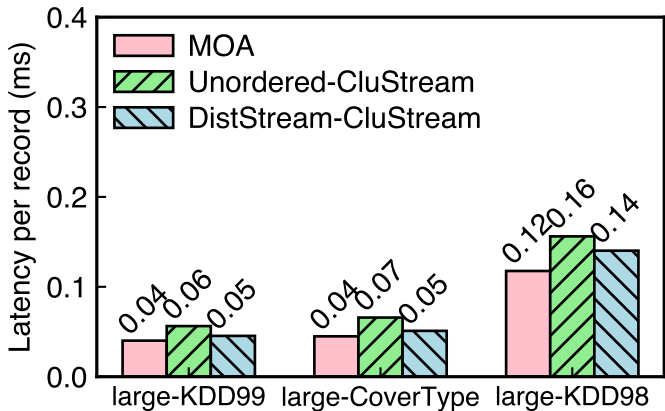 Latency per record (ms)
0.4
0.3
0.2
0.1
0.0
MOA
Unordered-CluStream
DistStream-CluStream
0.04
0.06
0.05
0.04
0.07
0.05
0.12
0.16
0.14
large-KDD99
large-CoverType
large-KDD98